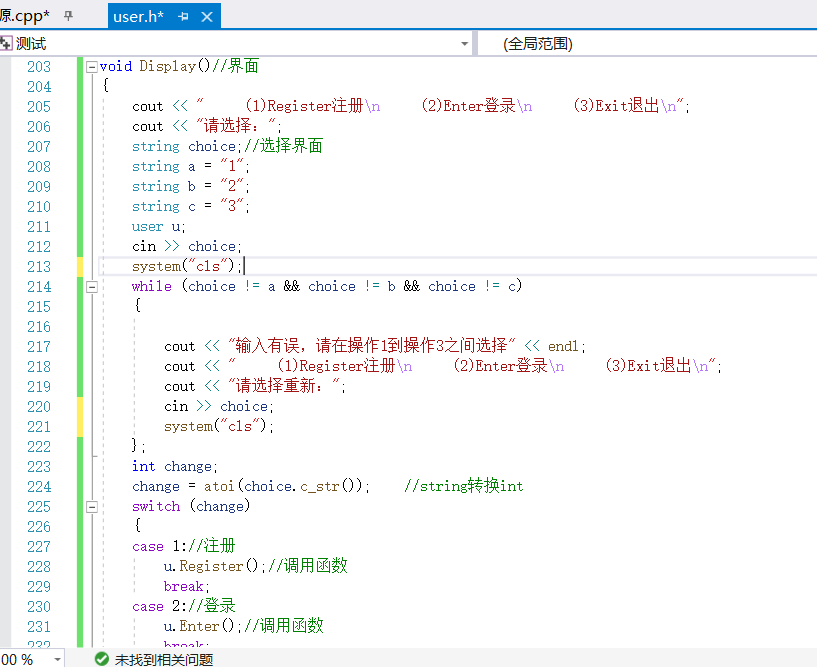 源.cpp* user.h*
测试 (全局范围)
203 void Display()//界面
204 {
205 cout << "      (1)Register注册\n     (2)Enter登录\n     (3)Exit退出\n";
206 cout << "请选择：";
207 string choice;//选择界面
208 string a = "1";
209 string b = "2";
210 string c = "3";
211 user u;
212 cin >> choice;
213 system("cls");
214 while (choice != a && choice != b && choice != c)
215 {
216
217 cout << "输入有误，请在操作1到操作3之间选择" << endl;
218 cout << "     (1)Register注册\n     (2)Enter登录\n     (3)Exit退出\n";
219 cout << "请选择重新：";
220 cin >> choice;
221 system("cls");
222 };
223 int change;
224 change = atoi(choice.c_str());    //string转换int
225 switch (change)
226 {
227 case 1://注册
228 u.Register();//调用函数
229 break;
230 case 2://登录
231 u.Enter();//调用函数
232 break;
00 % 未找到相关问题